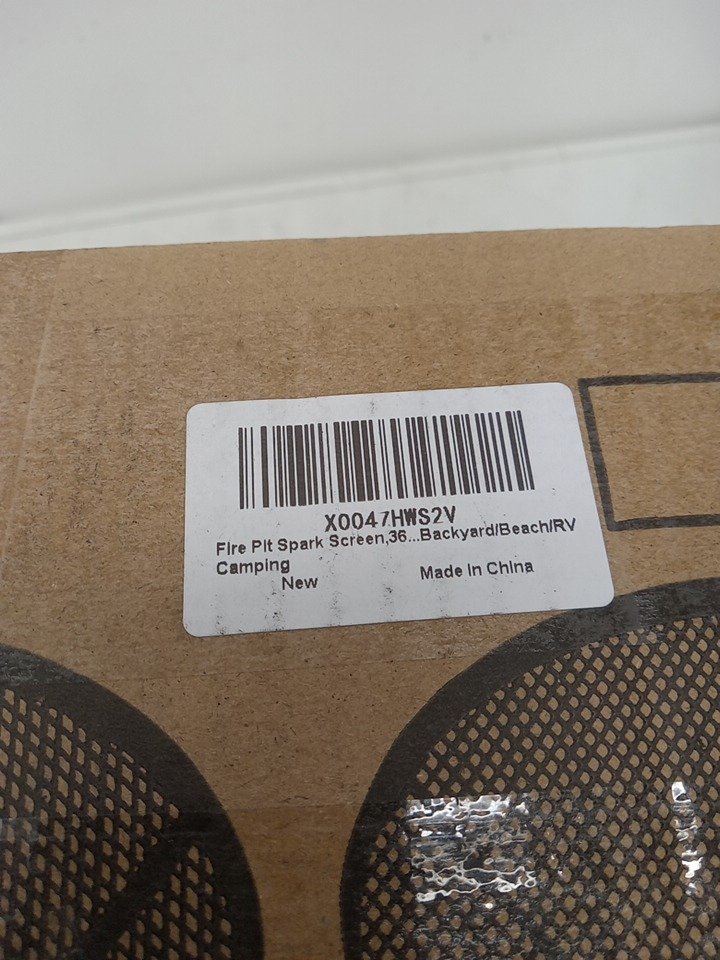 X0047HWS2V
Fire Pit Spark Screen,36...Backyard/Beach/RV
Camping
New Made In China